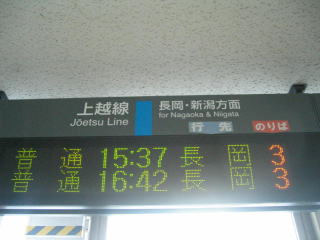 上越線 長岡・新潟方面
Jōetsu Line for Nagaoka & Niigata
行先 のりば
普通 15:37 長岡 3
普通 16:42 長岡 3